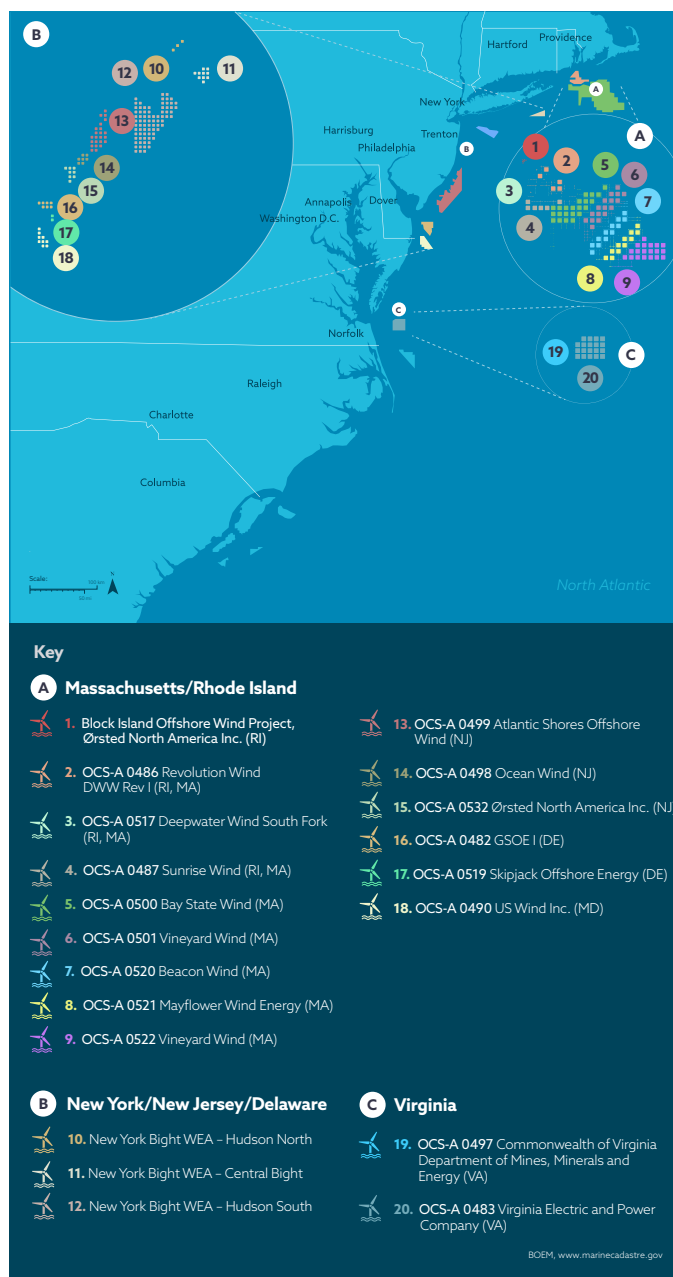 B
12
10
11
13
14
15
16
17
18
Hartford
Providence
A
New York
Harrisburg
Trenton
Philadelphia
B
Annapolis
Dover
Washington D.C.
A
1
2
5
6
3
7
4
8
9
C
Norfolk
19
C
20
Raleigh
Charlotte
Columbia
Scale:
100 km
50 mi
N
North Atlantic
Key
A Massachusetts/Rhode Island
1. Block Island Offshore Wind Project,
Ørsted North America Inc. (RI)
2. OCS-A 0486 Revolution Wind
DWW Rev I (RI, MA)
3. OCS-A 0517 Deepwater Wind South Fork
(RI, MA)
4. OCS-A 0487 Sunrise Wind (RI, MA)
5. OCS-A 0500 Bay State Wind (MA)
6. OCS-A 0501 Vineyard Wind (MA)
7. OCS-A 0520 Beacon Wind (MA)
8. OCS-A 0521 Mayflower Wind Energy (MA)
9. OCS-A 0522 Vineyard Wind (MA)
13. OCS-A 0499 Atlantic Shores Offshore
Wind (NJ)
14. OCS-A 0498 Ocean Wind (NJ)
15. OCS-A 0532 Ørsted North America Inc. (NJ
16. OCS-A 0482 GSOE I (DE)
17. OCS-A 0519 Skipjack Offshore Energy (DE)
18. OCS-A 0490 US Wind Inc. (MD)
B New York/New Jersey/Delaware
10. New York Bight WEA – Hudson North
11. New York Bight WEA – Central Bight
12. New York Bight WEA – Hudson South
C Virginia
19. OCS-A 0497 Commonwealth of Virginia
Department of Mines, Minerals and
Energy (VA)
20. OCS-A 0483 Virginia Electric and Power
Company (VA)
BOEM, www.marinecadastre.gov